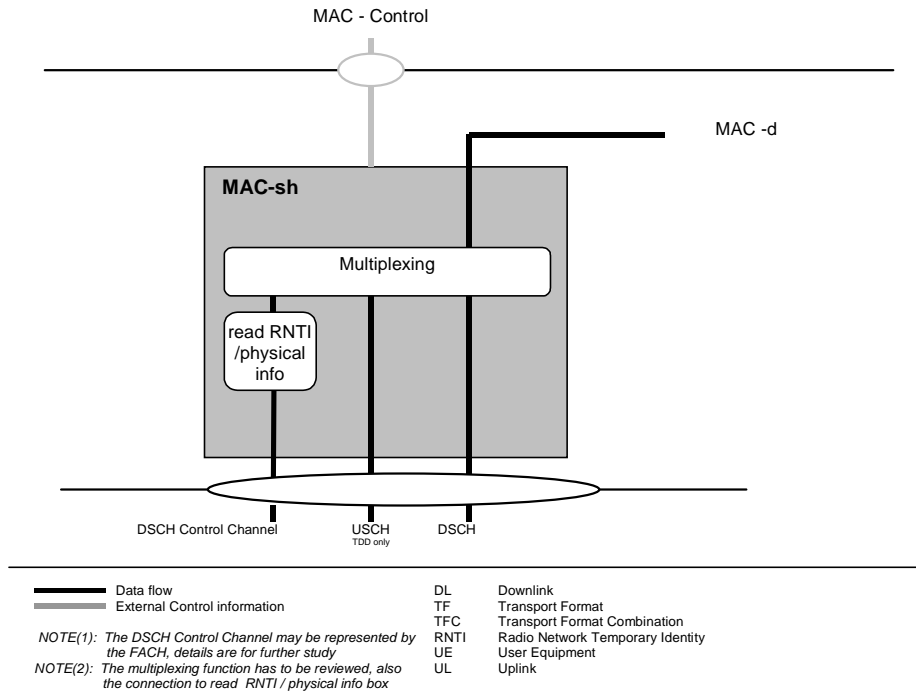 MAC - Control
MAC -d
MAC-sh
Multiplexing
read RNTI
/physical
info
DSCH Control Channel
USCH
TDD only
DSCH
Data flow
External Control information
NOTE(1): The DSCH Control Channel may be represented by
the FACH, details are for further study
NOTE(2): The multiplexing function has to be reviewed, also
the connection to read RNTI / physical info box
DL Downlink
TF Transport Format
TFC Transport Format Combination
RNTI Radio Network Temporary Identity
UE User Equipment
UL Uplink